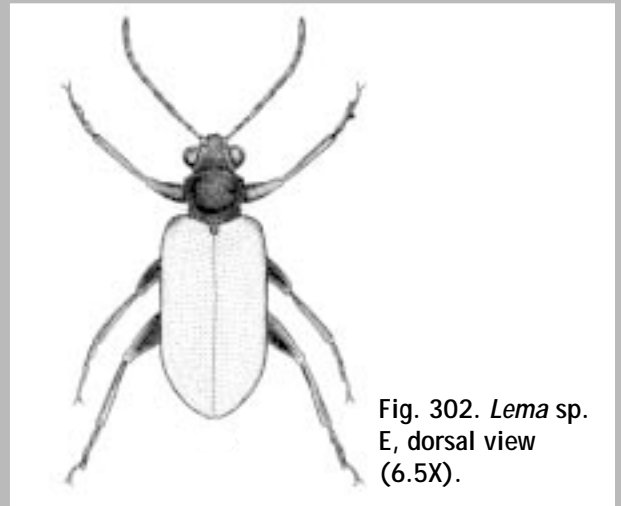 Fig. 302. Lema sp.
E, dorsal view
(6.5X).